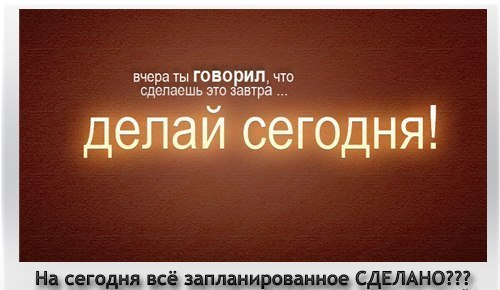 вчера ты говорил, что
сделаешь это завтра ...
делай сегодня!
На сегодня всё запланированное СДЕЛАНО???